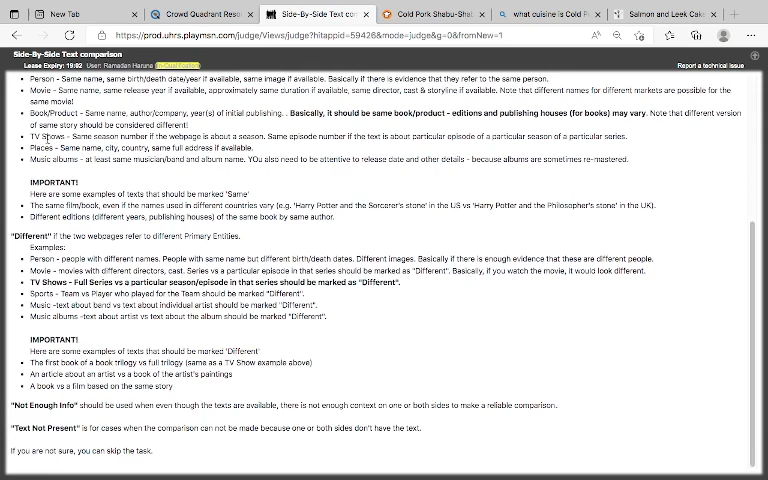 New Tab
Crowd Quadrant Reso
Side-By-Side Text con
Cold Pork Shabu-Shab
what cuisine is Cold P
Salmon and Leek Cak
https://prod.uhrs.playmsn.com/judge/Views/judge?hitappid=59426&mode=judge&g=0&fromNew=1
Side-By-Side Text comparison
Lease Expiry: 19:02 User: Ramadan Haruna In-Qualification
Report a technical issue
Person - Same name, same birth/death date/year if available, same image if available. Basically if there is evidence that they refer to the same person.
Movie - Same name, same release year if available, approximately same duration if available, same director, cast & storyline if available. Note that different names for different markets are possible for the
same movie!
Book/Product - Same name, author/company, year(s) of initial publishing. . Basically, it should be same book/product - editions and publishing houses (for books) may vary. Note that different version
of same story should be considered different!
TV Shows - Same season number if the webpage is about a season. Same episode number if the text is about particular episode of a particular season of a particular series.
Places - Same name, city, country, same full address if available.
Music albums - at least same musician/band and album name. YOu also need to be attentive to release date and other details - because albums are sometimes re-mastered.
IMPORTANT!
Here are some examples of texts that should be marked 'Same'
The same film/book, even if the names used in different countries vary (e.g. 'Harry Potter and the Sorcerer's stone' in the US vs 'Harry Potter and the Philosopher's stone' in the UK).
Different editions (different years, publishing houses) of the same book by same author.
"Different" if the two webpages refer to different Primary Entities.
Examples:
Person - people with different names. People with same name but different birth/death dates. Different images. Basically if there is enough evidence that these are different people.
Movie - movies with different directors, cast. Series vs a particular episode in that series should be marked as "Different". Basically, if you watch the movie, it would look different.
TV Shows - Full Series vs a particular season/episode in that series should be marked as "Different".
Sports - Team vs Player who played for the Team should be marked "Different".
Music -text about band vs text about individual artist should be marked "Different".
Music albums -text about artist vs text about the album should be marked "Different".
IMPORTANT!
Here are some examples of texts that should be marked 'Different'
The first book of a book trilogy vs full trilogy (same as a TV Show example above)
An article about an artist vs a book of the artist's paintings
A book vs a film based on the same story
"Not Enough Info" should be used when even though the texts are available, there is not enough context on one or both sides to make a reliable comparison.
"Text Not Present" is for cases when the comparison can not be made because one or both sides don't have the text.
If you are not sure, you can skip the task.